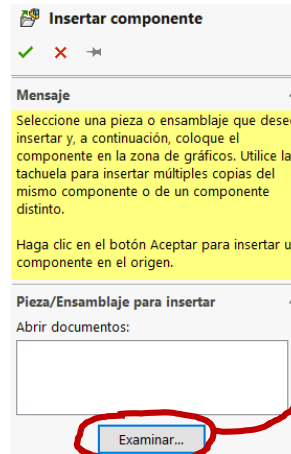 Insertar componente
Mensaje
Seleccione una pieza o ensamblaje que dese
insertar y, a continuación, coloque el
componente en la zona de gráficos. Utilice la
tachuela para insertar múltiples copias del
mismo componente o de un componente
distinto.
Haga clic en el botón Aceptar para insertar u
componente en el origen.
Pieza/Ensamblaje para insertar
Abrir documentos:
Examinar...